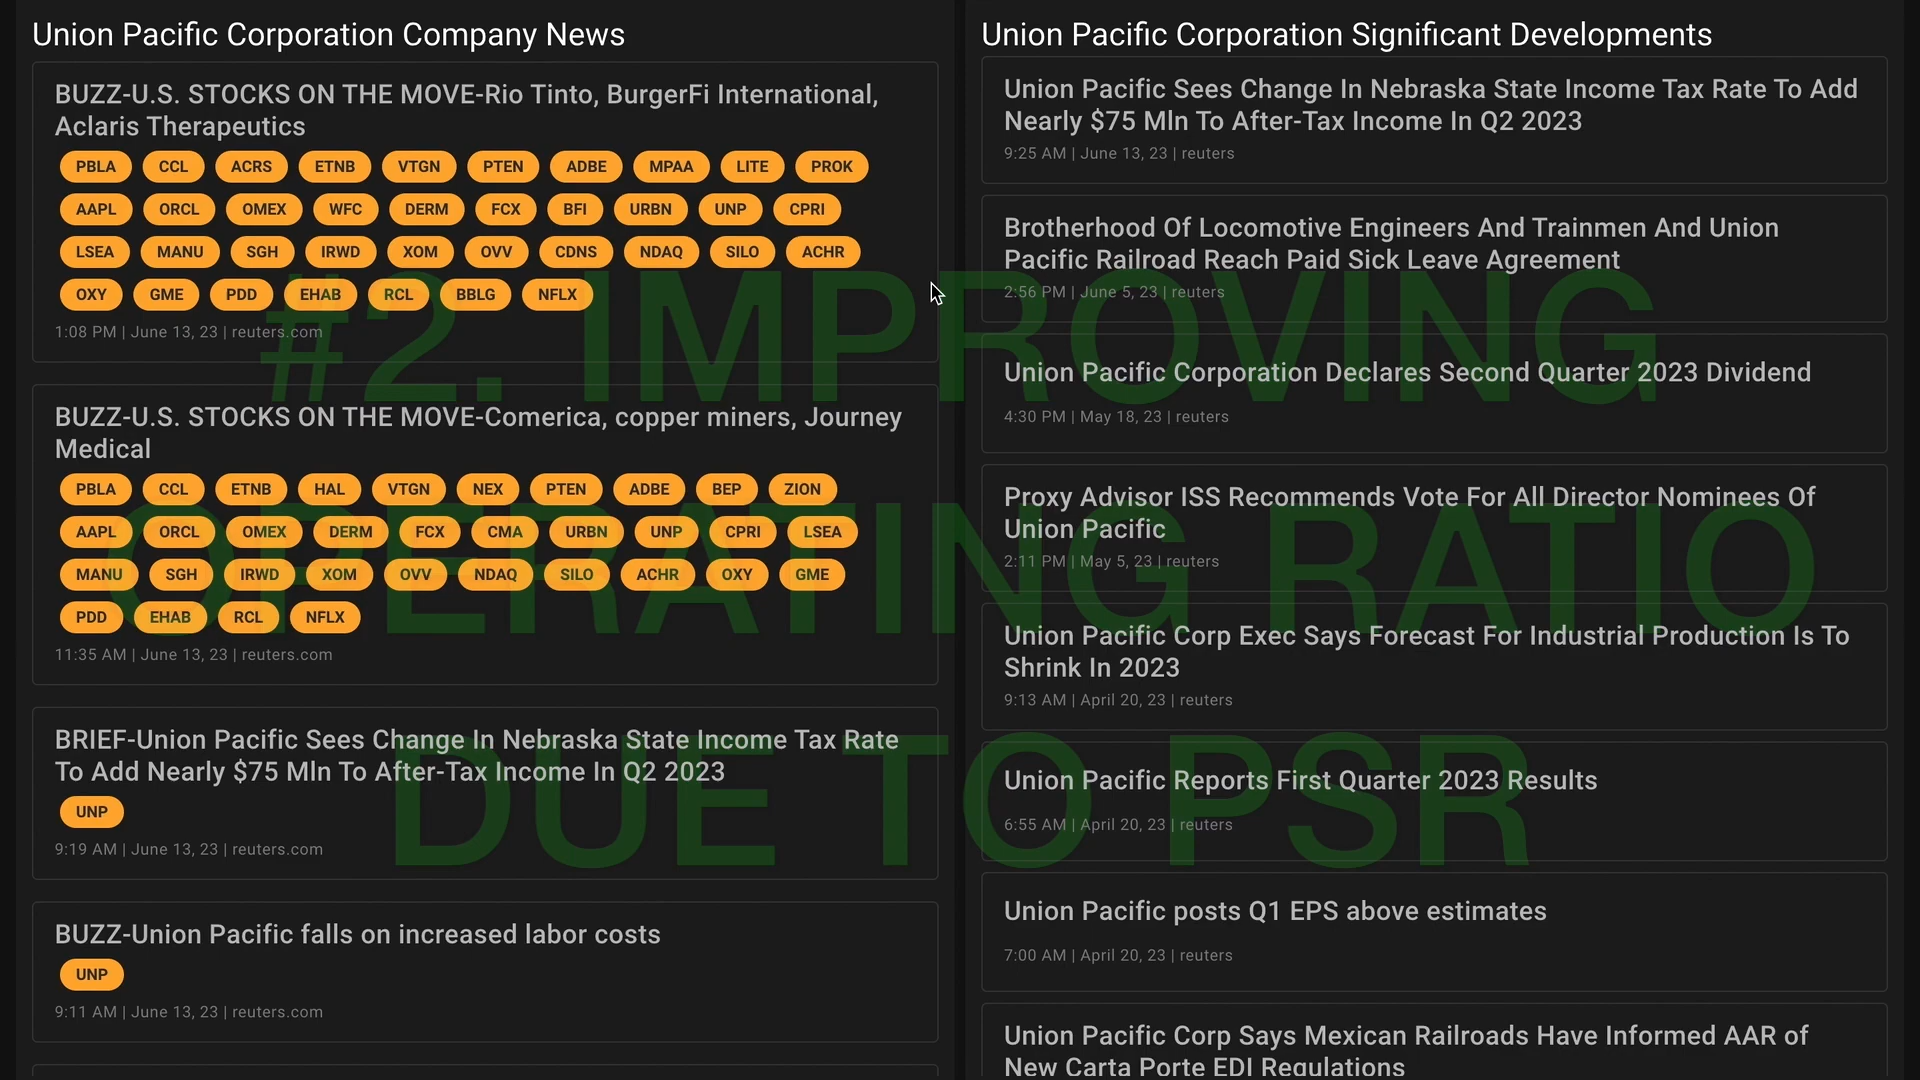 Union Pacific Corporation Company News
BUZZ-U.S. STOCKS ON THE MOVE-Rio Tinto, BurgerFi International,
Aclaris Therapeutics
PBLA CCL ACRS ETNB VTGN PTEN ADBE MPAA LITE PROK
AAPL ORCL OMEX WFC DERM FCX BFI URBN UNP CPRI
LSEA MANU SGH IRWD XOM OVV CDNS NDAQ SILO ACHR
OXY GME PDD EHAB RCL BBLG NFLX
1:08 PM | June 13, 23 | reuters.com
BUZZ-U.S. STOCKS ON THE MOVE-Comerica, copper miners, Journey
Medical
PBLA CCL ETNB HAL VTGN NEX PTEN ADBE BEP ZION
AAPL ORCL OMEX DERM FCX CMA URBN UNP CPRI LSEA
MANU SGH IRWD XOM OVV NDAQ SILO ACHR OXY GME
PDD EHAB RCL NFLX
11:35 AM | June 13, 23 | reuters.com
BRIEF-Union Pacific Sees Change In Nebraska State Income Tax Rate
To Add Nearly $75 Mln To After-Tax Income In Q2 2023
UNP
9:19 AM | June 13, 23 | reuters.com
BUZZ-Union Pacific falls on increased labor costs
UNP
9:11 AM | June 13, 23 | reuters.com
Union Pacific Corporation Significant Developments
Union Pacific Sees Change In Nebraska State Income Tax Rate To Add
Nearly $75 Mln To After-Tax Income In Q2 2023
9:25 AM | June 13, 23 | reuters
Brotherhood Of Locomotive Engineers And Trainmen And Union
Pacific Railroad Reach Paid Sick Leave Agreement
2:56 PM | June 5, 23 | reuters
Union Pacific Corporation Declares Second Quarter 2023 Dividend
4:30 PM | May 18, 23 | reuters
Proxy Advisor ISS Recommends Vote For All Director Nominees Of
Union Pacific
2:11 PM | May 5, 23 | reuters
Union Pacific Corp Exec Says Forecast For Industrial Production Is To
Shrink In 2023
9:13 AM | April 20, 23 | reuters
Union Pacific Reports First Quarter 2023 Results
6:55 AM | April 20, 23 | reuters
Union Pacific posts Q1 EPS above estimates
7:00 AM | April 20, 23 | reuters
Union Pacific Corp Says Mexican Railroads Have Informed AAR of
New Carta Porte EDI Regulations
#2. IMPROVING
OPERATING RATIO
DUE TO PSR